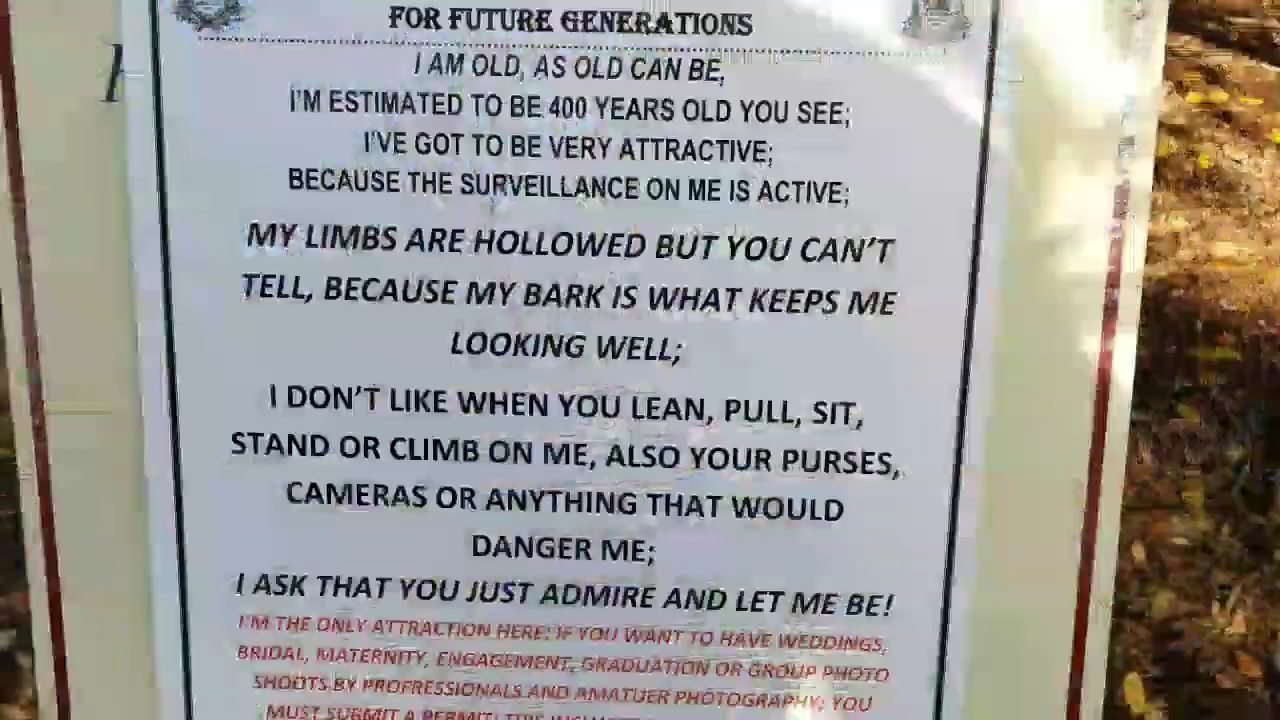 FOR FUTURE GENERATIONS
I AM OLD, AS OLD CAN BE,
I'M ESTIMATED TO BE 400 YEARS OLD YOU SEE;
I'VE GOT TO BE VERY ATTRACTIVE;
BECAUSE THE SURVEILLANCE ON ME IS ACTIVE;
MY LIMBS ARE HOLLOWED BUT YOU CAN'T
TELL, BECAUSE MY BARK IS WHAT KEEPS ME
LOOKING WELL;
I DON'T LIKE WHEN YOU LEAN, PULL, SIT,
STAND OR CLIMB ON ME, ALSO YOUR PURSES,
CAMERAS OR ANYTHING THAT WOULD
DANGER ME;
I ASK THAT YOU JUST ADMIRE AND LET ME BE!
I'M THE ONLY ATTRACTION HERE; IF YOU WANT TO HAVE WEDDINGS,
BRIDAL, MATERNITY, ENGAGEMENT, GRADUATION OR GROUP PHOTO
SHOOTS BY PROFRESSIONALS AND AMATUER PHOTOGRAPHY; YOU
MUST SUBMIT A PERMIT! THIS